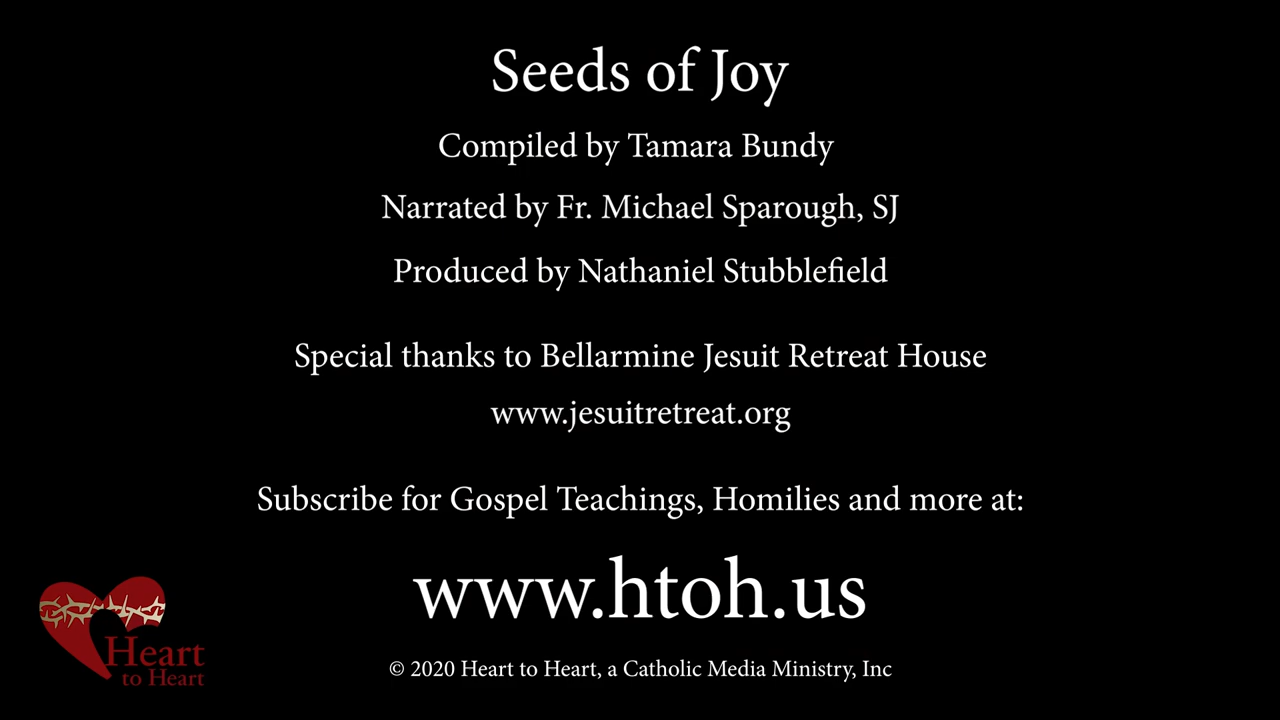 Seeds of Joy
Compiled by Tamara Bundy
Narrated by Fr. Michael Sparough, SJ
Produced by Nathaniel Stubblefield
Special thanks to Bellarmine Jesuit Retreat House
www.jesuitretreat.org
Subscribe for Gospel Teachings, Homilies and more at:
www.htoh.us
Heart
to Heart
© 2020 Heart to Heart, a Catholic Media Ministry, Inc